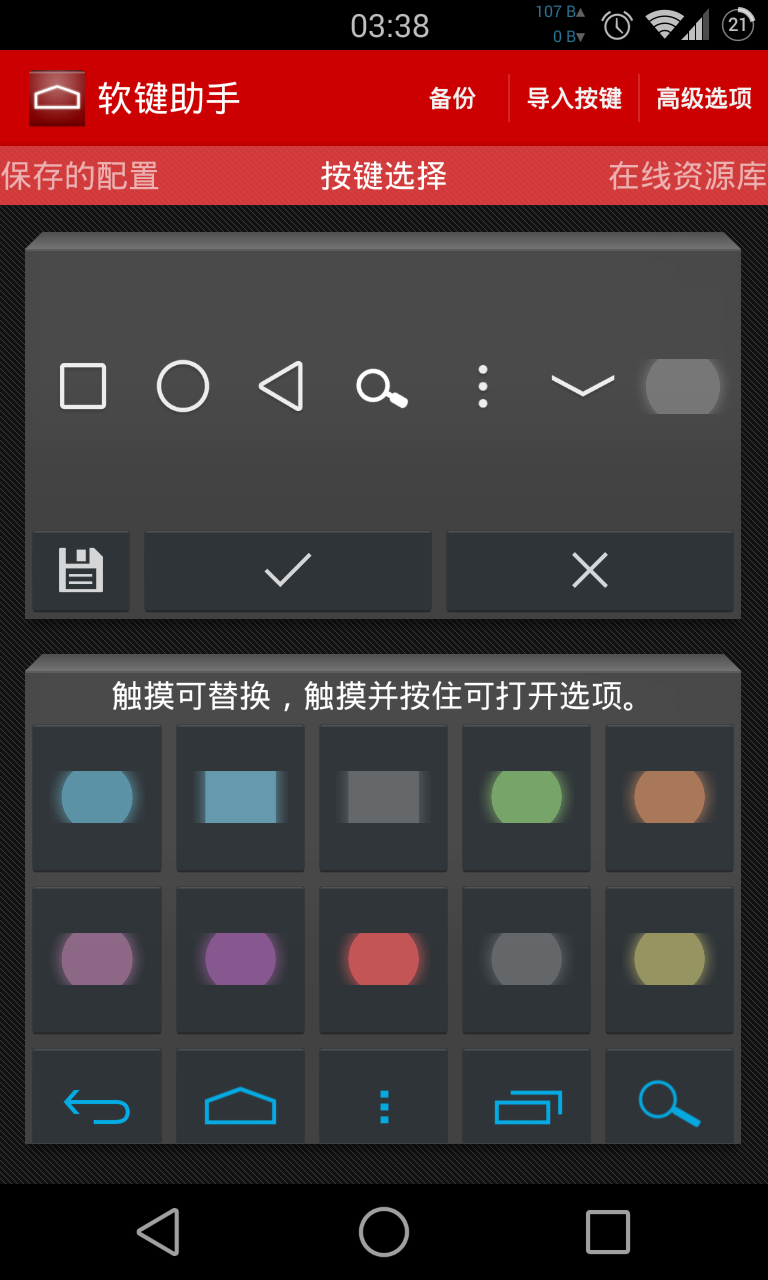 03:38
107 B▲
0 B▼
21
软键助手
备份
导入按键
高级选项
保存的配置
按键选择
在线资源库
触摸可替换，触摸并按住可打开选项。